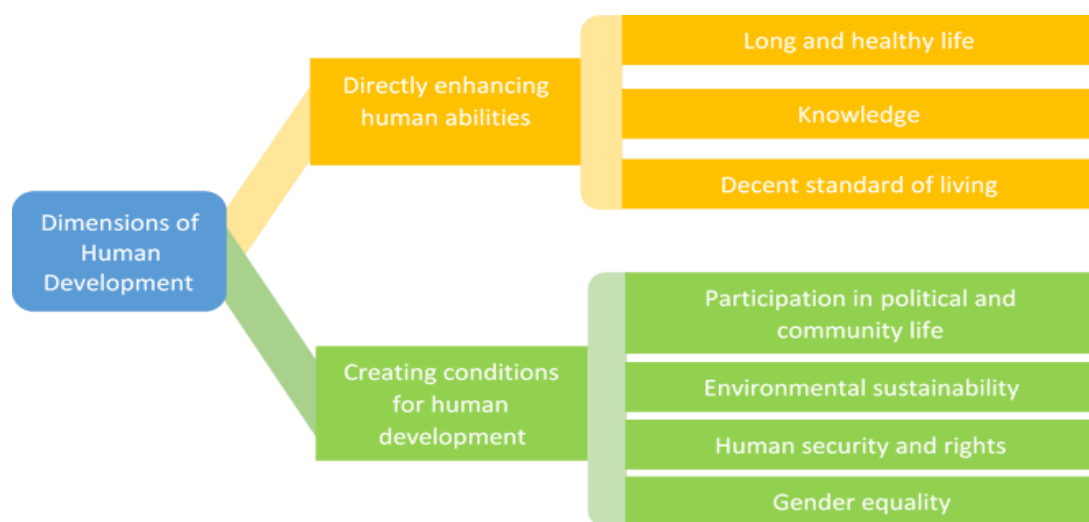 Dimensions of
Human
Development
Directly enhancing
human abilities
Long and healthy life
Knowledge
Decent standard of living
Creating conditions
for human
development
Participation in political and
community life
Environmental sustainability
Human security and rights
Gender equality